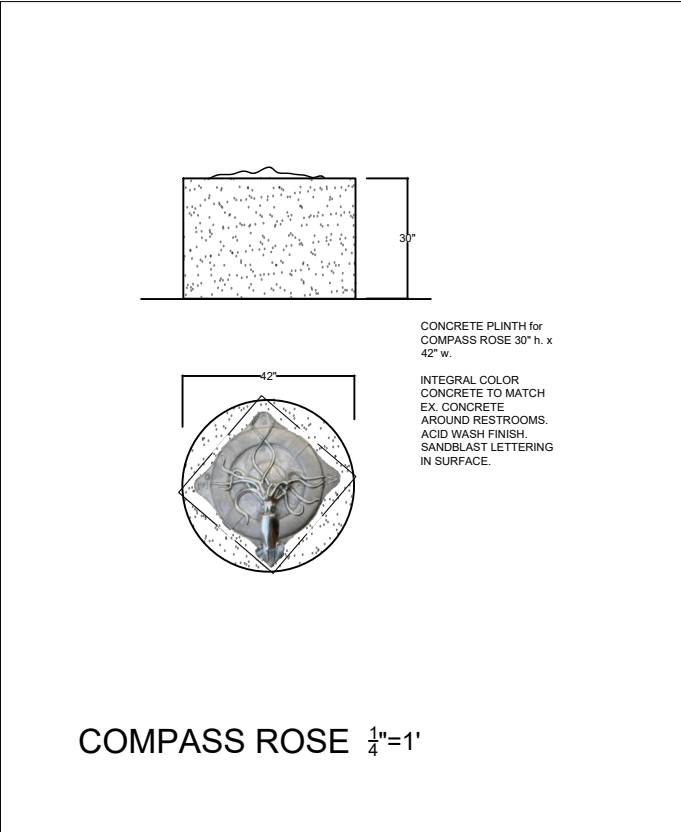 30"
CONCRETE PLINTH for
COMPASS ROSE 30" h. x
42" w.
INTEGRAL COLOR
CONCRETE TO MATCH
EX. CONCRETE
AROUND RESTROOMS.
ACID WASH FINISH.
SANDBLAST LETTERING
IN SURFACE.
42"
COMPASS ROSE 1/4"=1'